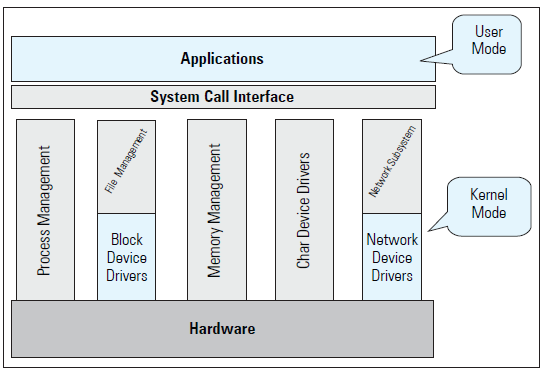 User
Mode
Applications
System Call Interface
Process Management
File Management
Block
Device
Drivers
Memory Management
Char Device Drivers
Network Subsystem
Network
Device
Drivers
Kernel
Mode
Hardware